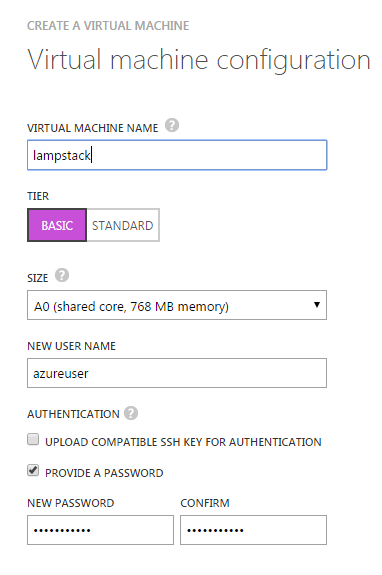 CREATE A VIRTUAL MACHINE
Virtual machine configuration
VIRTUAL MACHINE NAME ?
lampstack
TIER
BASIC STANDARD
SIZE ?
A0 (shared core, 768 MB memory)
NEW USER NAME
azureuser
AUTHENTICATION ?
UPLOAD COMPATIBLE SSH KEY FOR AUTHENTICATION
PROVIDE A PASSWORD
NEW PASSWORD CONFIRM
••••••••••• •••••••••••